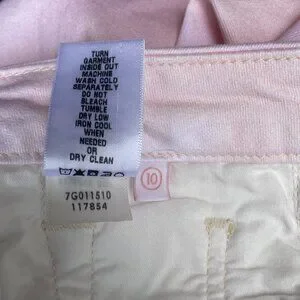 TURN
GARMENT
INSIDE OUT
MACHINE
WASH COLD
SEPARATELY
DO NOT
BLEACH
TUMBLE
DRY LOW
IRON COOL
WHEN
NEEDED
OR
DRY CLEAN
7G011510
117854
10